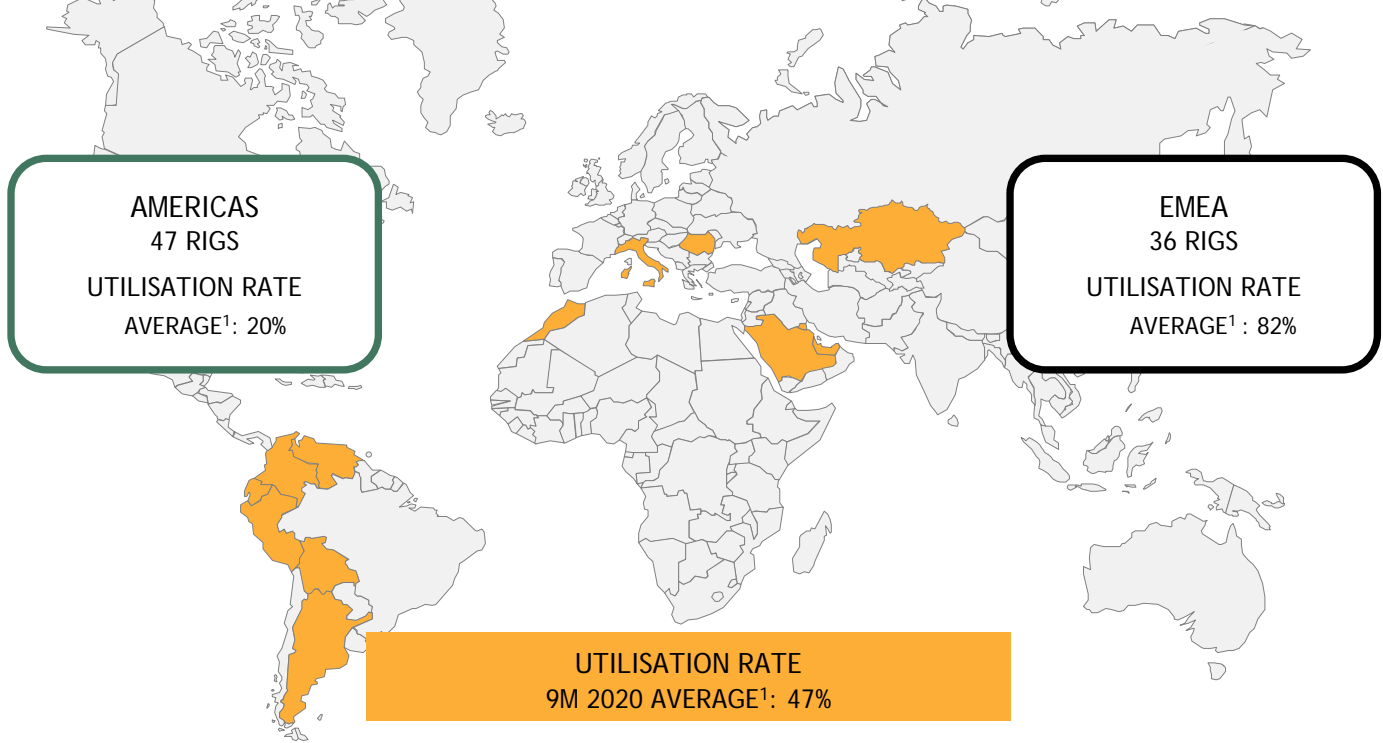 AMERICAS
47 RIGS
UTILISATION RATE
AVERAGE¹: 20%
EMEA
36 RIGS
UTILISATION RATE
AVERAGE¹ : 82%
UTILISATION RATE
9M 2020 AVERAGE¹: 47%